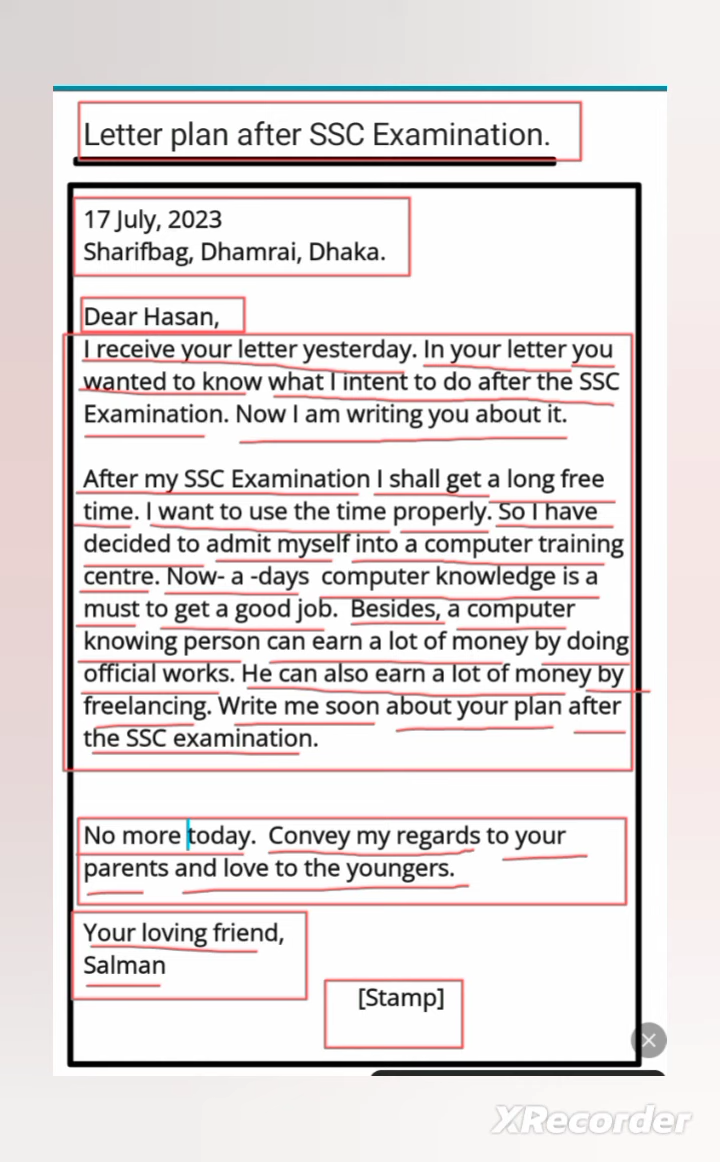 Letter plan after SSC Examination.
17 July, 2023
Sharifbag, Dhamrai, Dhaka.
Dear Hasan,
I receive your letter yesterday. In your letter you
wanted to know what I intent to do after the SSC
Examination. Now I am writing you about it.
After my SSC Examination I shall get a long free
time. I want to use the time properly. So I have
decided to admit myself into a computer training
centre. Now- a -days  computer knowledge is a
must to get a good job.  Besides, a computer
knowing person can earn a lot of money by doing
official works. He can also earn a lot of money by
freelancing. Write me soon about your plan after
the SSC examination.
No more today.  Convey my regards to your
parents and love to the youngers.
Your loving friend,
Salman
[Stamp]
XRecorder